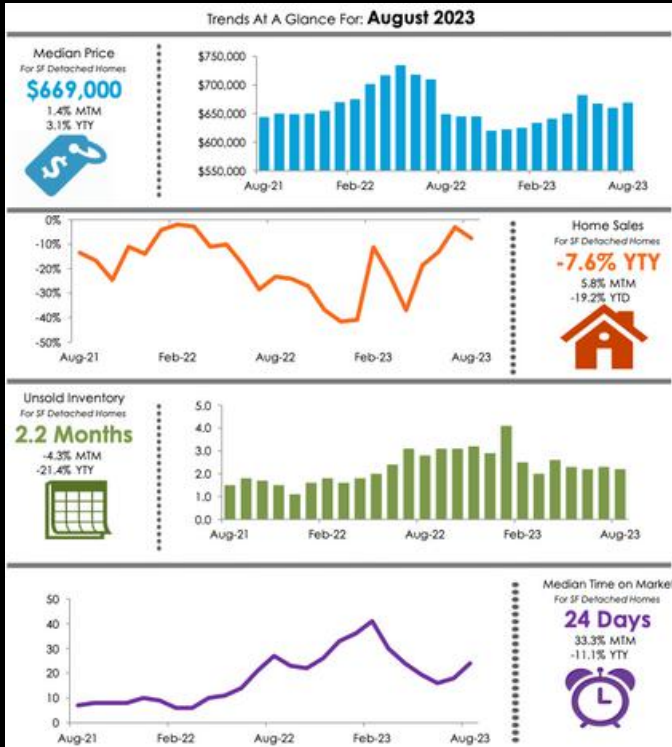 Trends At A Glance For: August 2023
Median Price
For SF Detached Homes
$669,000
1.4% MTM
3.1% YTY
$750,000
$700,000
$650,000
$600,000
$550,000
Aug-21 Feb-22 Aug-22 Feb-23 Aug-23
0%
-10%
-20%
-30%
-40%
-50%
Aug-21 Feb-22 Aug-22 Feb-23 Aug-23
Home Sales
For SF Detached Homes
-7.6% YTY
5.8% MTM
-19.2% YTD
Unsold Inventory
For SF Detached Homes
2.2 Months
-4.3% MTM
-21.4% YTY
5.0
4.0
3.0
2.0
1.0
0.0
Aug-21 Feb-22 Aug-22 Feb-23 Aug-23
50
40
30
20
10
0
Aug-21 Feb-22 Aug-22 Feb-23 Aug-23
Median Time on Market
For SF Detached Homes
24 Days
33.3% MTM
-11.1% YTY